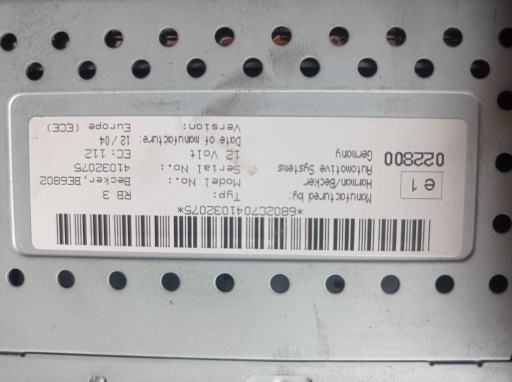 *6802C7041032075*
e1
022800
Manufactured by:
Harman/Becker
Automotive Systems
Germany
Typ: RB 3
Model No.: Becker, BE6802
Serial No.: 41032075
12 Volt EC: 112
Date of manufacture: 12/04
Version: Europe (ECE)